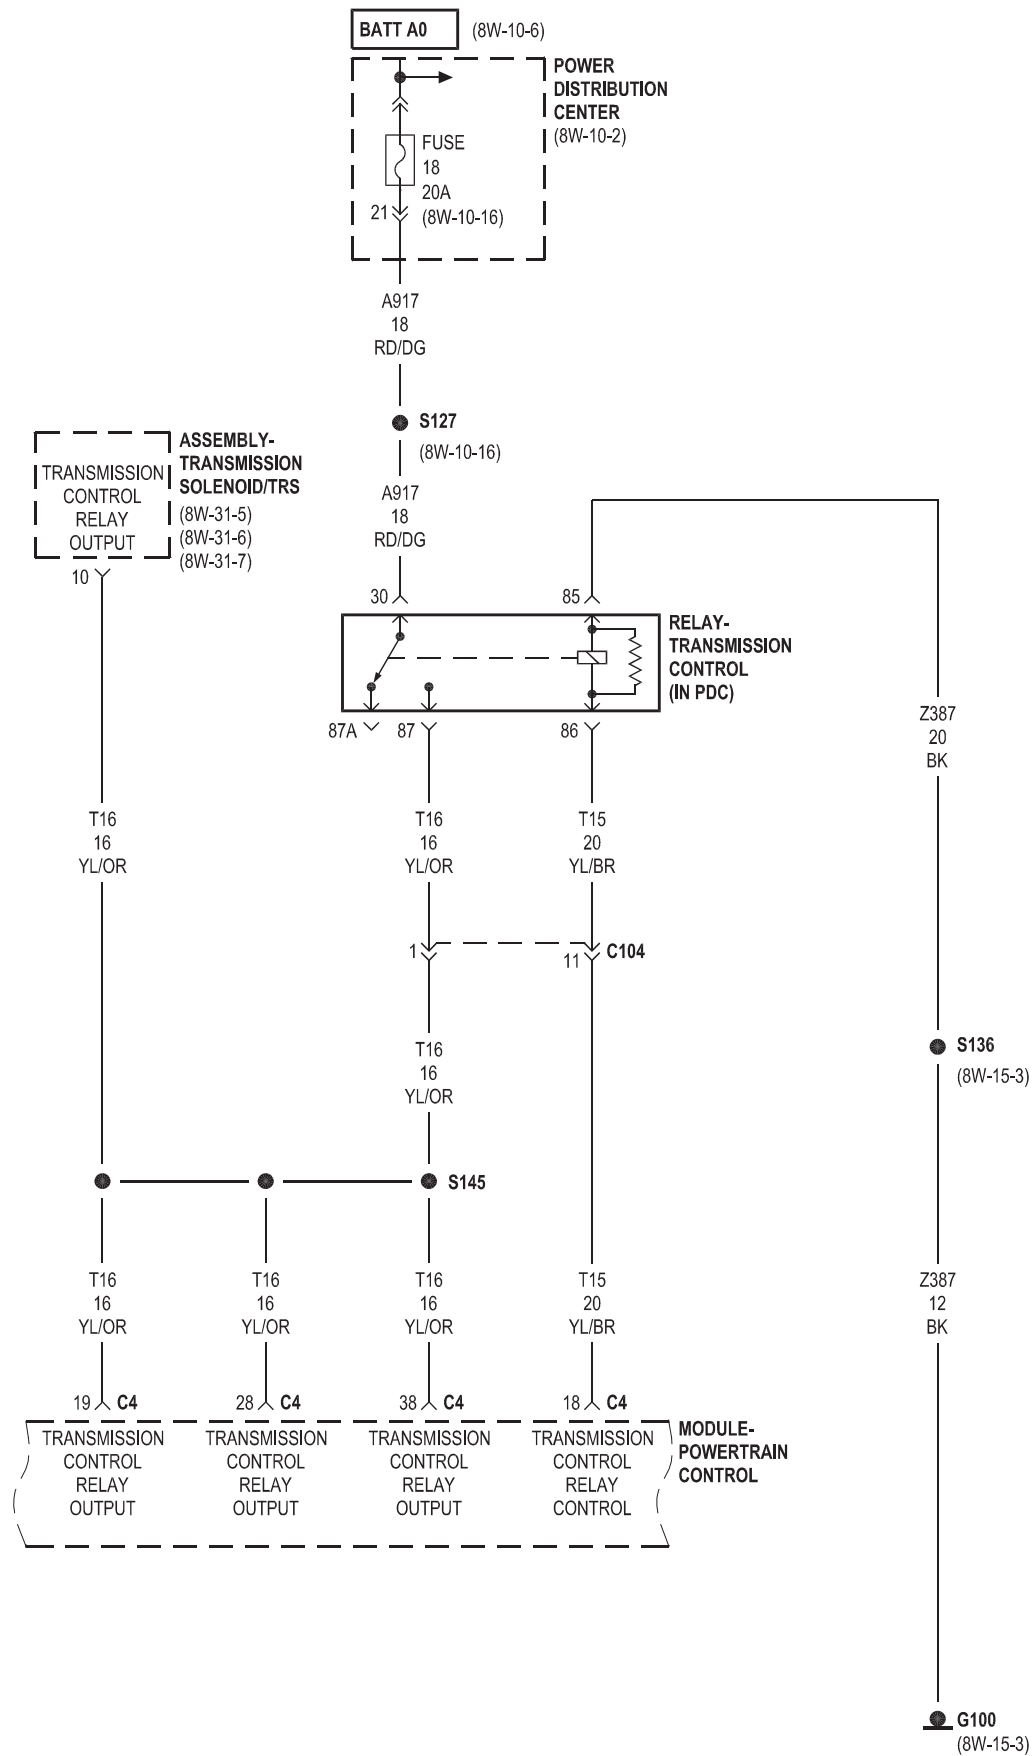 BATT A0 (8W-10-6)
POWER
DISTRIBUTION
CENTER
(8W-10-2)
FUSE
18
20A
(8W-10-16)
21
A917
18
RD/DG
S127
(8W-10-16)
A917
18
RD/DG
ASSEMBLY-
TRANSMISSION
SOLENOID/TRS
(8W-31-5)
(8W-31-6)
(8W-31-7)
TRANSMISSION
CONTROL
RELAY
OUTPUT
10
30
85
RELAY-
TRANSMISSION
CONTROL
(IN PDC)
87A
87
86
Z387
20
BK
T16
16
YL/OR
T16
16
YL/OR
T15
20
YL/BR
1
11
C104
T16
16
YL/OR
S136
(8W-15-3)
S145
T16
16
YL/OR
T16
16
YL/OR
T16
16
YL/OR
T15
20
YL/BR
Z387
12
BK
19 C4
28 C4
38 C4
18 C4
TRANSMISSION
CONTROL
RELAY
OUTPUT
TRANSMISSION
CONTROL
RELAY
OUTPUT
TRANSMISSION
CONTROL
RELAY
OUTPUT
TRANSMISSION
CONTROL
RELAY
CONTROL
MODULE-
POWERTRAIN
CONTROL
G100
(8W-15-3)